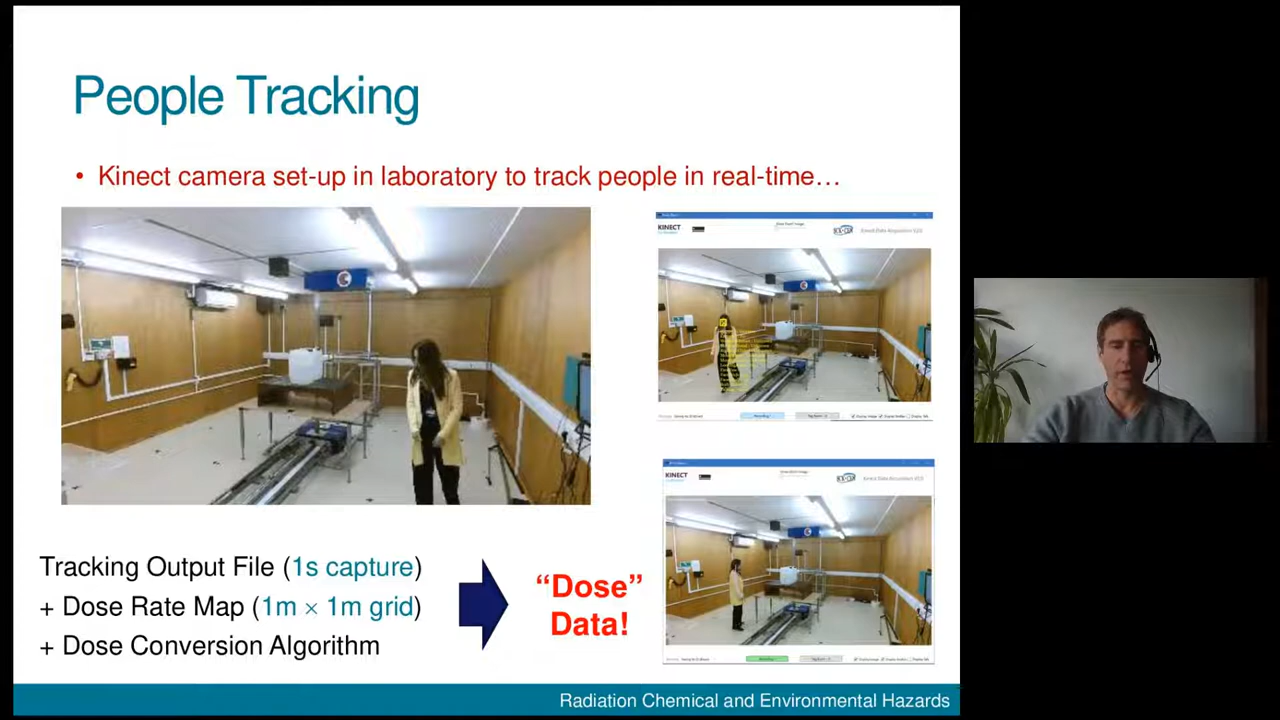 People Tracking
• Kinect camera set-up in laboratory to track people in real-time…
KINECT
KINECT
Tracking Output File (1s capture)
+ Dose Rate Map (1m × 1m grid)
+ Dose Conversion Algorithm
“Dose”
Data!
Radiation Chemical and Environmental Hazards